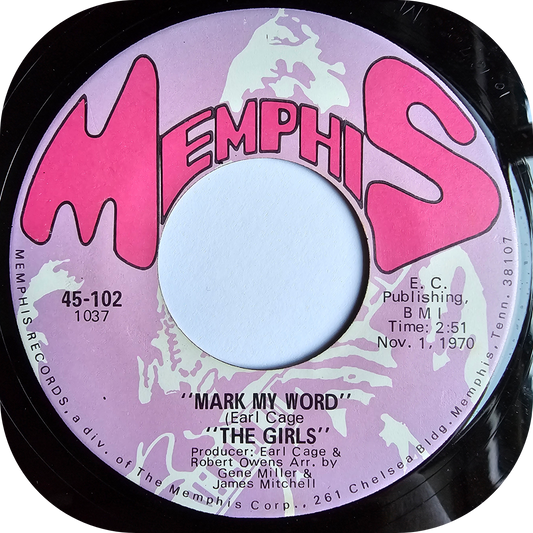 MEMPHIS
45-102
1037
E. C.
Publishing,
BMI
Time: 2:51
Nov. 1, 1970
"MARK MY WORD"
(Earl Cage
"THE GIRLS"
Producer: Earl Cage &
Robert Owens Arr. by
Gene Miller &
James Mitchell
MEMPHIS RECORDS, a div. of The Memphis Corp., 261 Chelsea Bldg. Memphis, Tenn. 38107